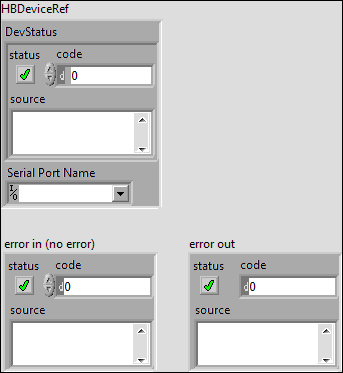 HBDeviceRef
DevStatus
status code
d 0
source
Serial Port Name
I/0
error in (no error)
status code
d 0
source
error out
status code
d 0
source